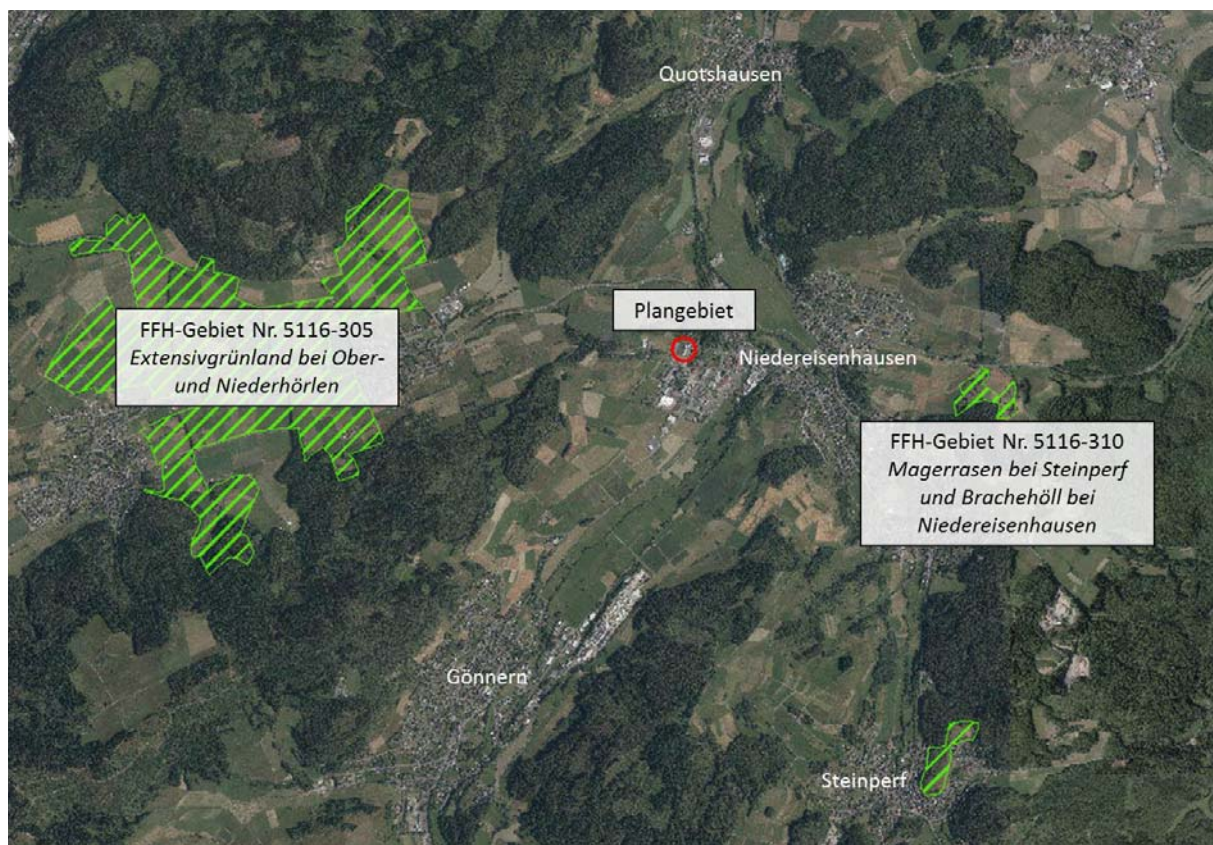 Quotshausen
Plangebiet
FFH-Gebiet Nr. 5116-305
Extensivgrünland bei Ober-
und Niederhörlen
Niedereisenhausen
FFH-Gebiet Nr. 5116-310
Magerrasen bei Steinperf
und Brachehöll bei
Niedereisenhausen
Gönnern
Steinperf